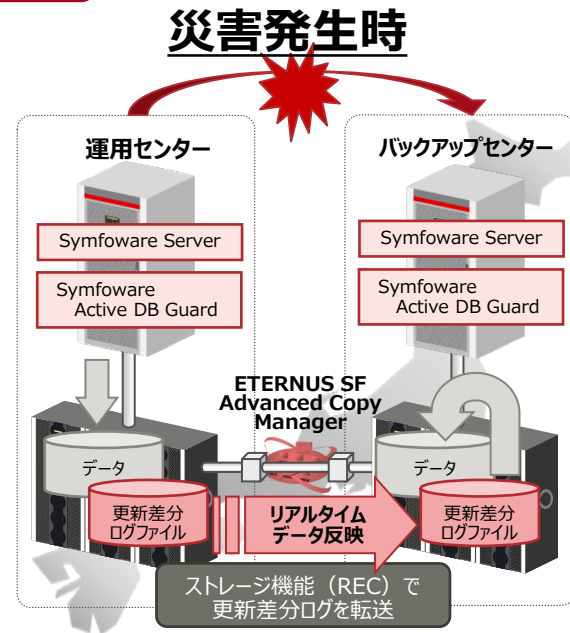 災害発生時
運用センター
バックアップセンター
Symfoware Server
Symfoware
Active DB Guard
Symfoware Server
Symfoware
Active DB Guard
ETERNUS SF
Advanced Copy
Manager
データ
データ
更新差分
ログファイル
リアルタイム
データ反映
更新差分
ログファイル
ストレージ機能（REC）で
更新差分ログを転送